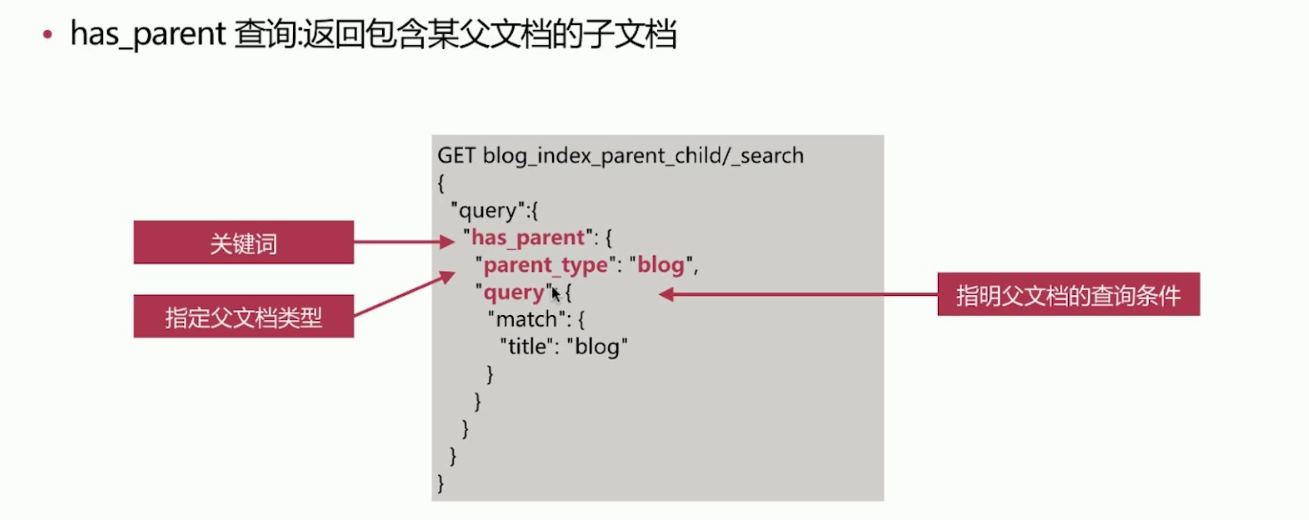 • has_parent 查询:返回包含某父文档的子文档
GET blog_index_parent_child/_search
{
"query":{
关键词
"has_parent": {
"parent_type": "blog",
指定父文档类型
"query": {
指明父文档的查询条件
"match": {
"title": "blog"
}
}
}
}
}